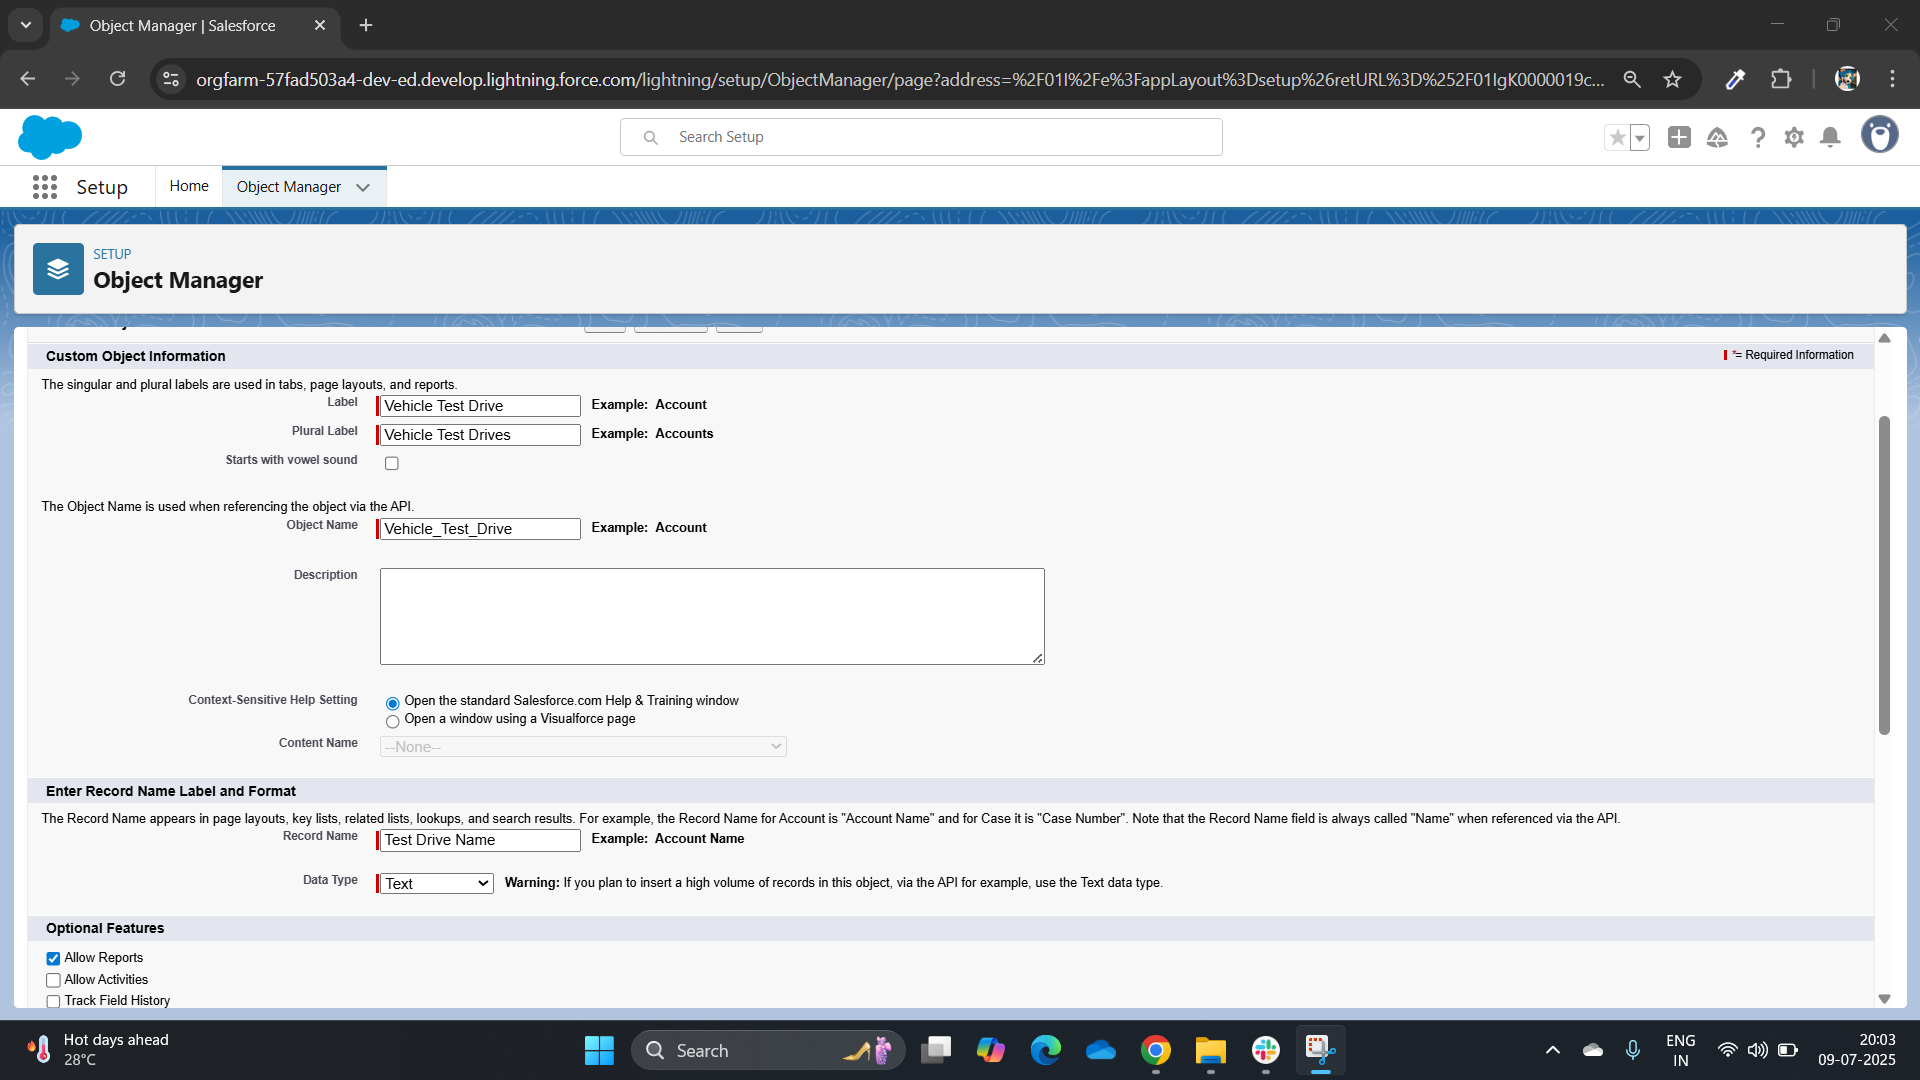 Object Manager | Salesforce
orgfarm-57fad503a4-dev-ed.develop.lightning.force.com/lightning/setup/ObjectManager/page?address=%2F01I%2Fe%3FappLayout%3Dsetup%26retURL%3D%252F01IgK0000019c...
Search Setup
Setup
Home
Object Manager
SETUP
Object Manager
Custom Object Information
*= Required Information
The singular and plural labels are used in tabs, page layouts, and reports.
Label
Vehicle Test Drive
Example: Account
Plural Label
Vehicle Test Drives
Example: Accounts
Starts with vowel sound
The Object Name is used when referencing the object via the API.
Object Name
Vehicle_Test_Drive
Example: Account
Description
Context-Sensitive Help Setting
Open the standard Salesforce.com Help & Training window
Open a window using a Visualforce page
Content Name
--None--
Enter Record Name Label and Format
The Record Name appears in page layouts, key lists, related lists, lookups, and search results. For example, the Record Name for Account is "Account Name" and for Case it is "Case Number". Note that the Record Name field is always called "Name" when referenced via the API.
Record Name
Test Drive Name
Example: Account Name
Data Type
Text
Warning: If you plan to insert a high volume of records in this object, via the API for example, use the Text data type.
Optional Features
Allow Reports
Allow Activities
Track Field History
Hot days ahead
28°C
Search
ENG
IN
20:03
09-07-2025